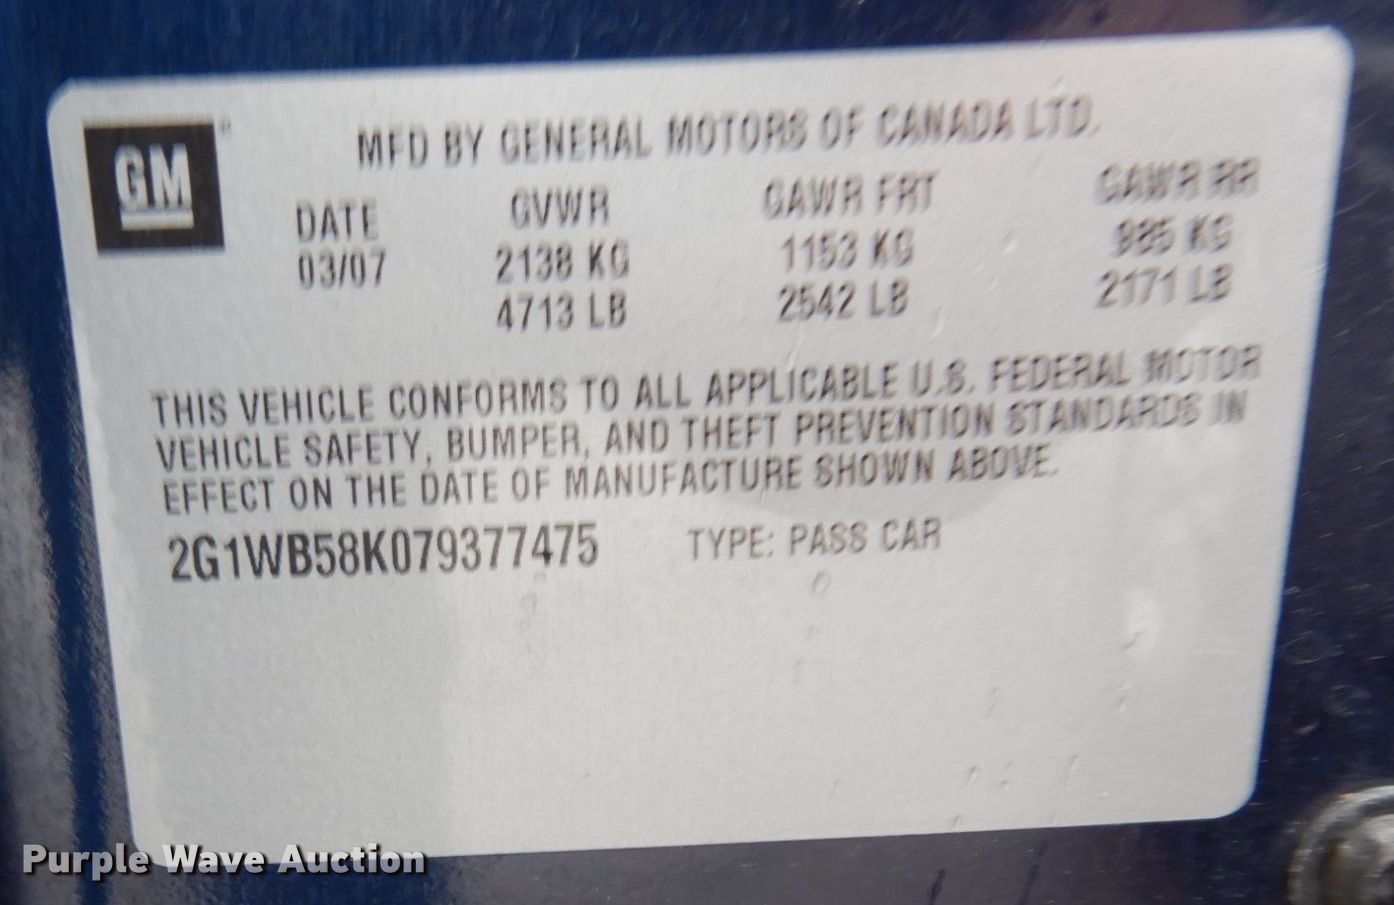 GM®
MFD BY GENERAL MOTORS OF CANADA LTD.
DATE GVWR GAWR FRT GAWR RR
03/07 2138 KG 1153 KG 985 KG
4713 LB 2542 LB 2171 LB
THIS VEHICLE CONFORMS TO ALL APPLICABLE U.S. FEDERAL MOTOR
VEHICLE SAFETY, BUMPER, AND THEFT PREVENTION STANDARDS IN
EFFECT ON THE DATE OF MANUFACTURE SHOWN ABOVE.
2G1WB58K079377475 TYPE: PASS CAR
Purple Wave Auction